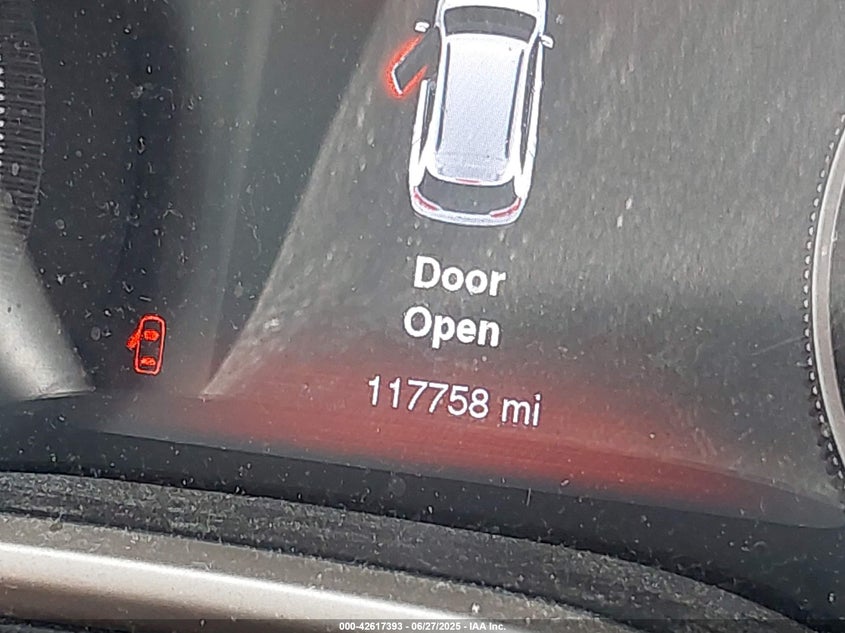 Door
Open
117758 mi
000-42617393 - 06/27/2025 - IAA Inc.